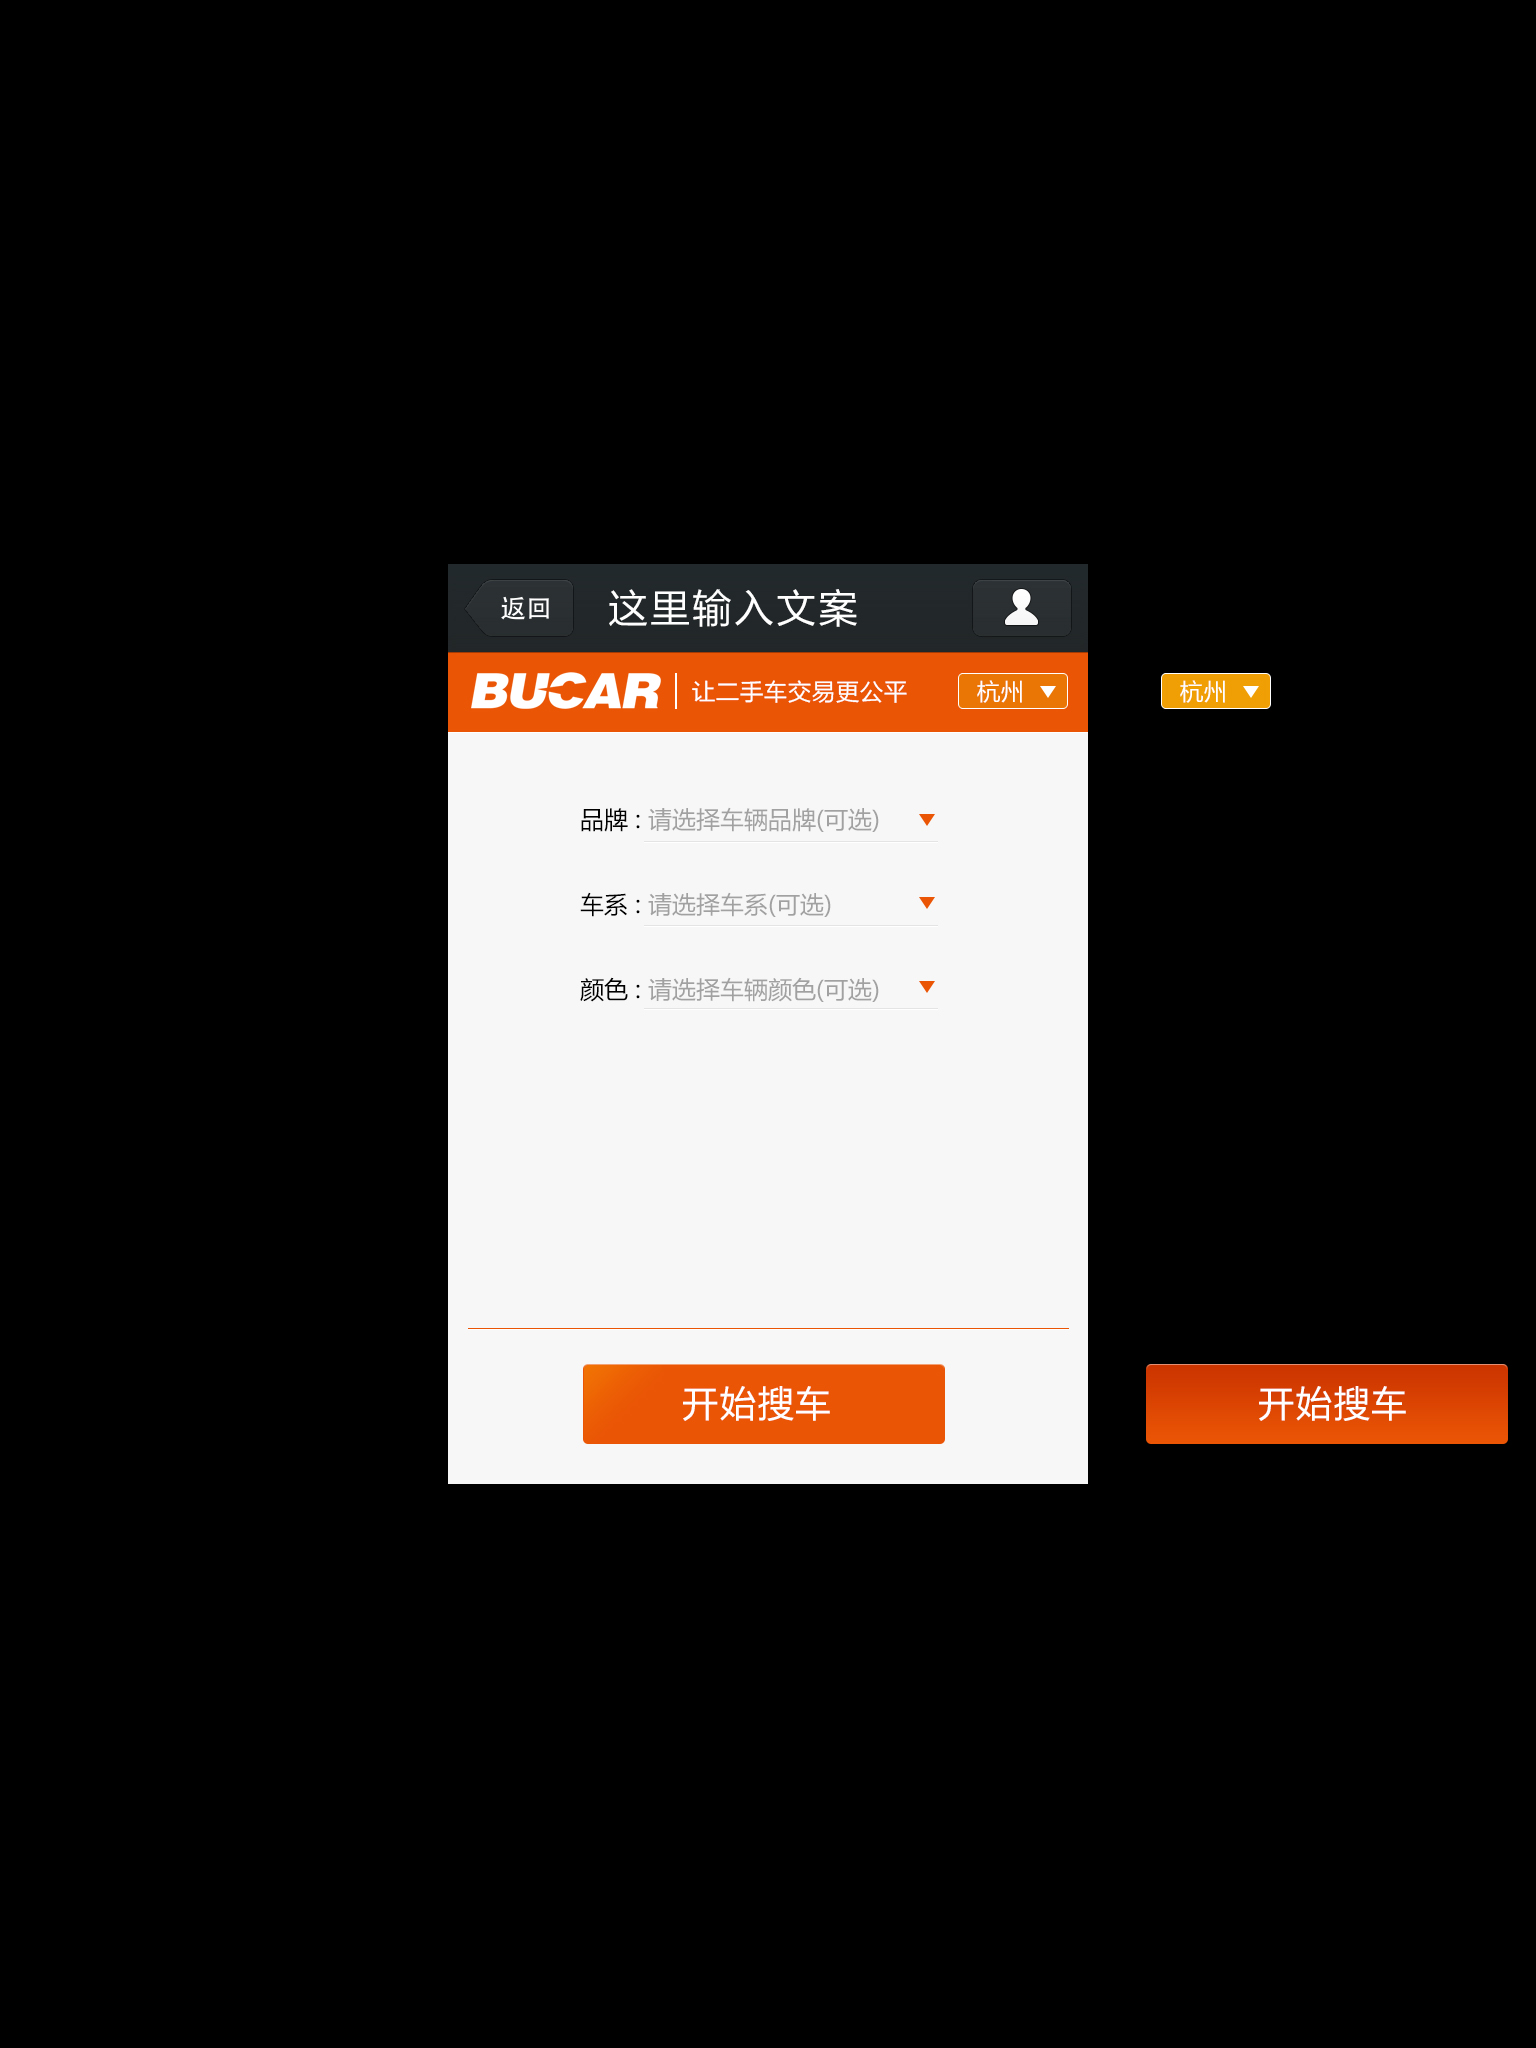 返回 这里输入文案
BUCAR 让二手车交易更公平 杭州 杭州
品牌 : 请选择车辆品牌(可选)
车系 : 请选择车系(可选)
颜色 : 请选择车辆颜色(可选)
开始搜车 开始搜车